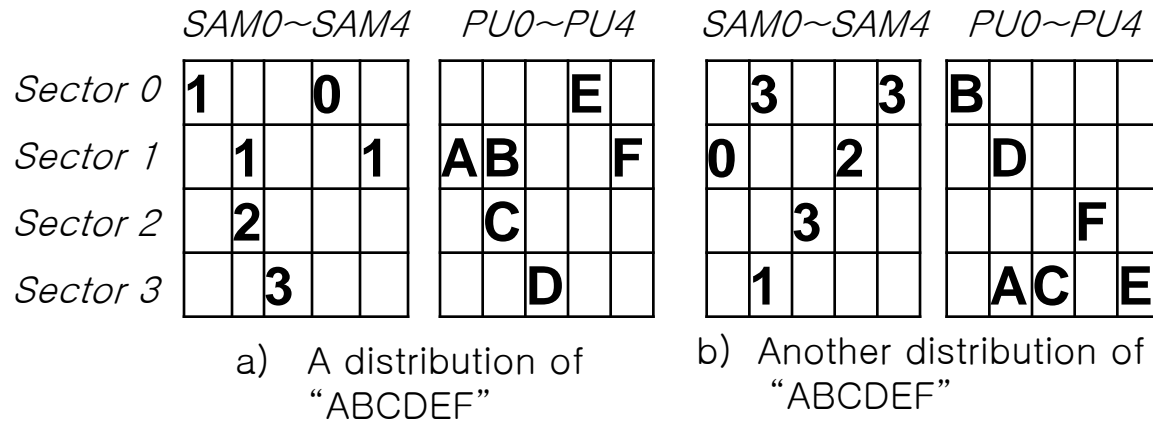 SAM0~SAM4 PU0~PU4 SAM0~SAM4 PU0~PU4
Sector 0 1 0 E 3 3 B
Sector 1 1 1 A B F 0 2 D
Sector 2 2 C 3 F
Sector 3 3 D 1 A C E
a) A distribution of
“ABCDEF”
b) Another distribution of
“ABCDEF”